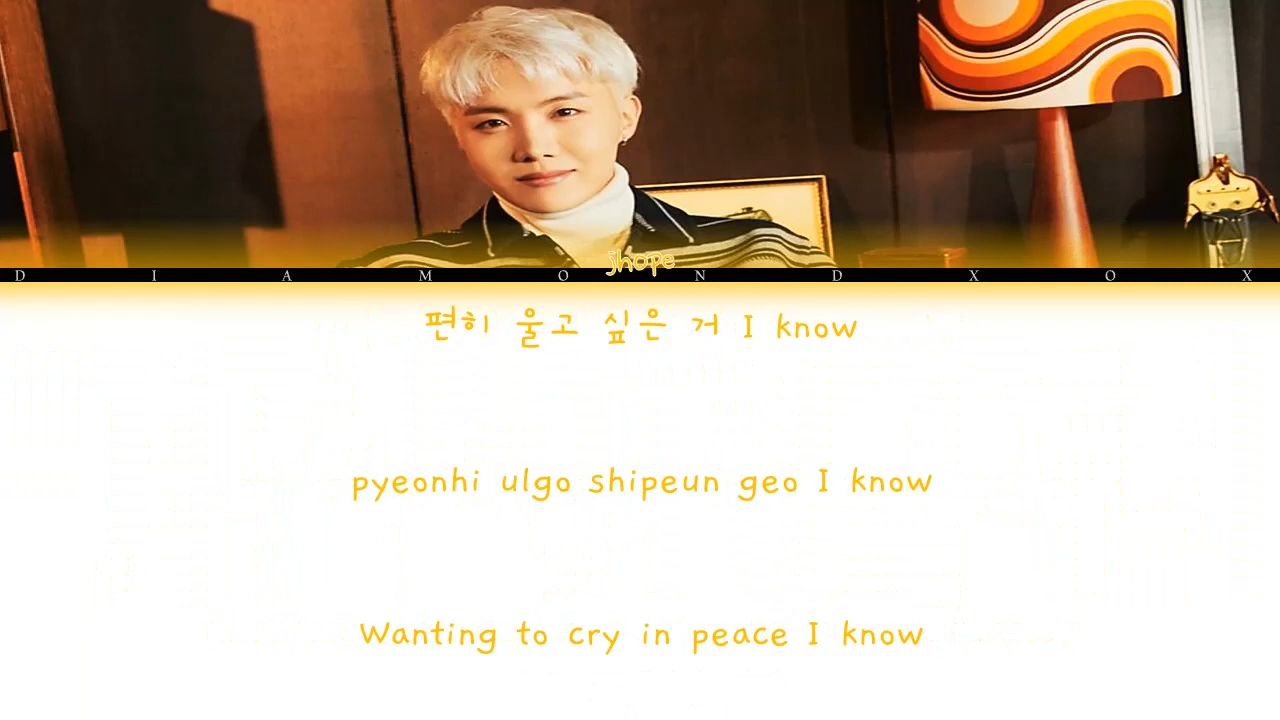 jhope
D I A M O N D X O X
편히 울고 싶은 거 I know
pyeonhi ulgo shipeun geo I know
Wanting to cry in peace I know